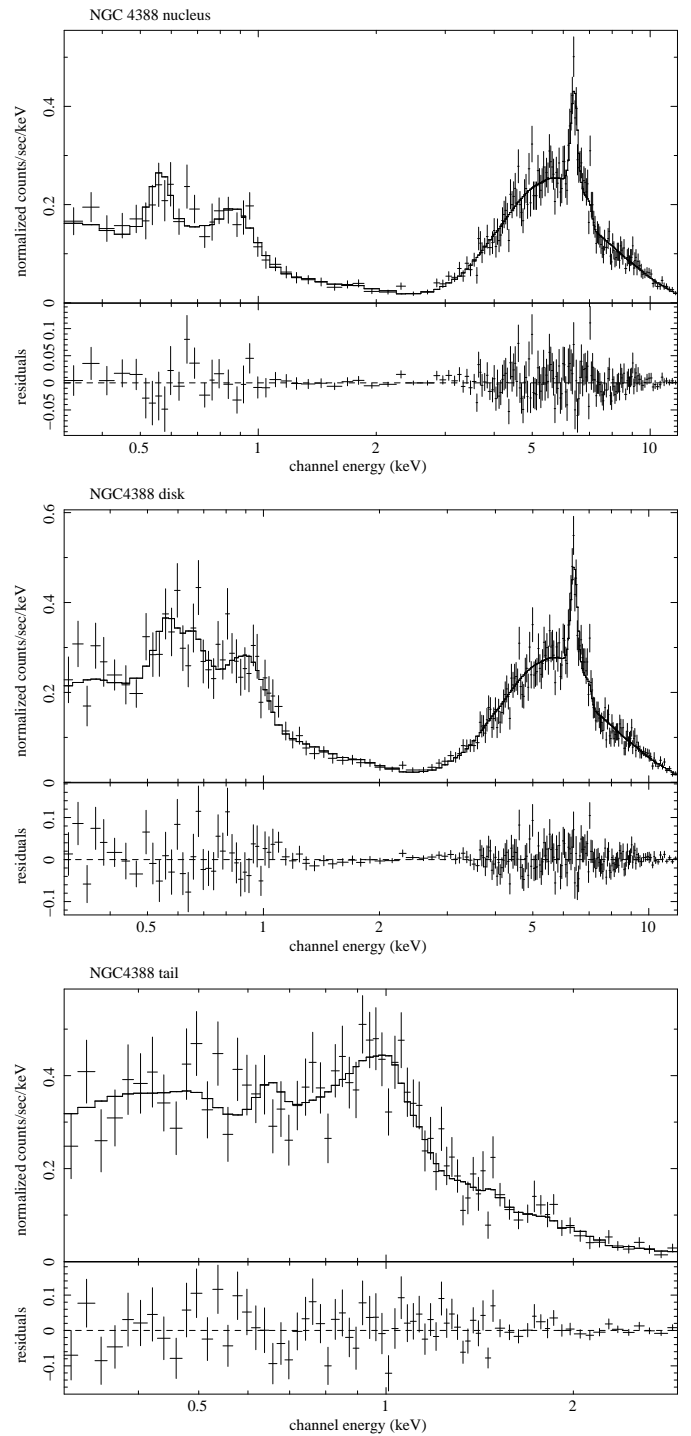 NGC 4388 nucleus
normalized counts/sec/keV
0.4
0.2
0
residuals
0.1
0.05
0
−0.05
0.5
1
2
5
10
channel energy (keV)
NGC4388 disk
normalized counts/sec/keV
0.6
0.4
0.2
0
residuals
0.1
0
−0.1
0.5
1
2
5
10
channel energy (keV)
NGC4388 tail
normalized counts/sec/keV
0.4
0.2
0
residuals
0.1
0
−0.1
0.5
1
2
channel energy (keV)